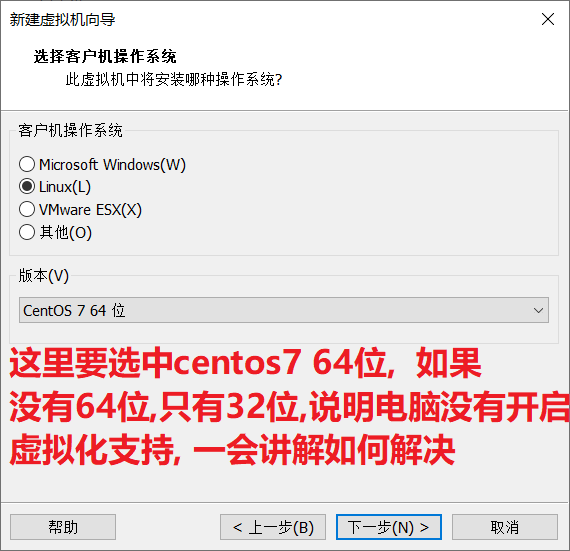 新建虚拟机向导
选择客户机操作系统
此虚拟机中将安装哪种操作系统?
客户机操作系统
Microsoft Windows(W)
Linux(L)
VMware ESX(X)
其他(O)
版本(V)
CentOS 7 64 位
这里要选中centos7 64位, 如果
没有64位,只有32位,说明电脑没有开启
虚拟化支持, 一会讲解如何解决
帮助
< 上一步(B)
下一步(N) >
取消